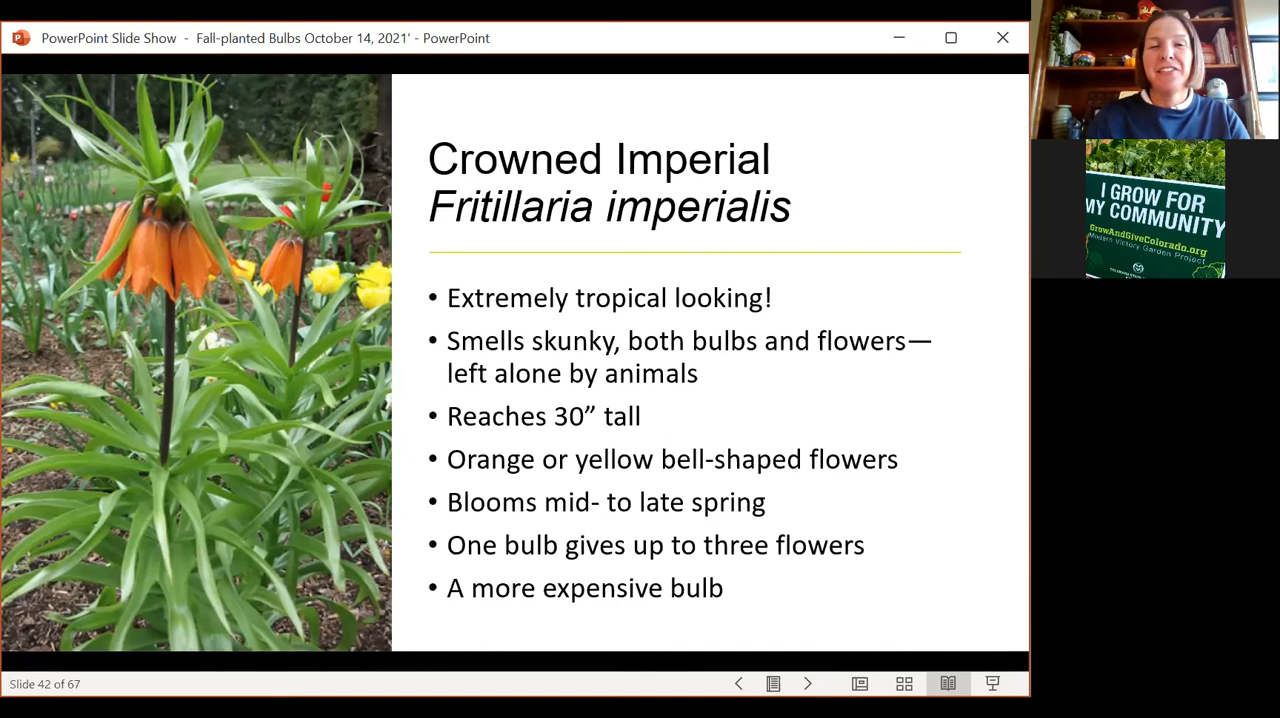 PowerPoint Slide Show - Fall-planted Bulbs October 14, 2021' - PowerPoint
Crowned Imperial
Fritillaria imperialis
• Extremely tropical looking!
• Smells skunky, both bulbs and flowers—
left alone by animals
• Reaches 30” tall
• Orange or yellow bell-shaped flowers
• Blooms mid- to late spring
• One bulb gives up to three flowers
• A more expensive bulb
Slide 42 of 67
I GROW FOR
MY COMMUNITY
GrowAndGiveColorado.org
Modern Victory Garden Project